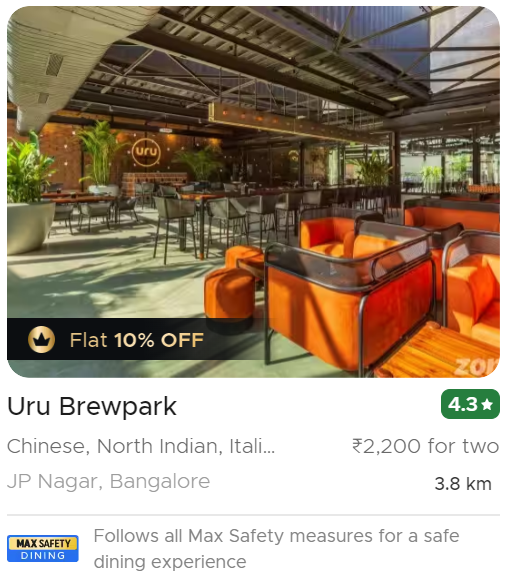 uru
Flat 10% OFF
Uru Brewpark
4.3★
Chinese, North Indian, Itali...
₹2,200 for two
JP Nagar, Bangalore
3.8 km
MAX SAFETY
DINING
Follows all Max Safety measures for a safe
dining experience